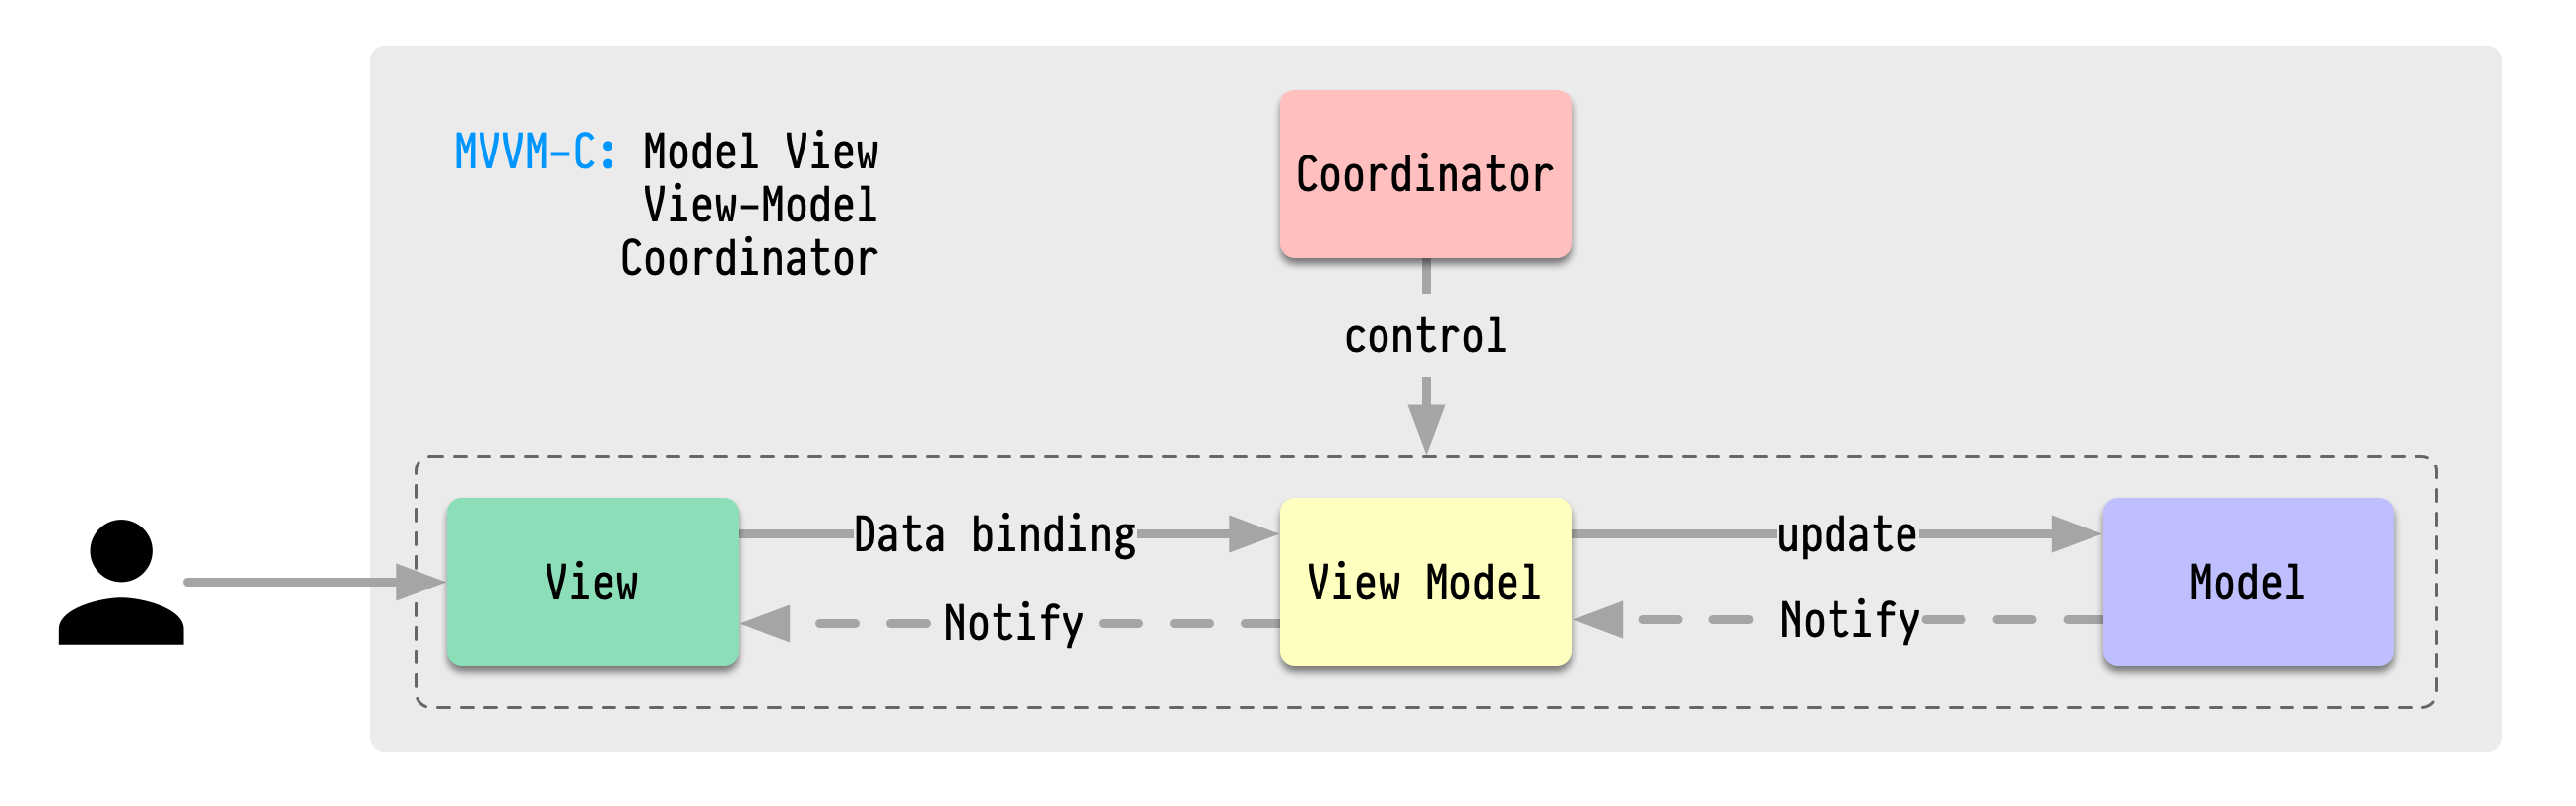 MVVM-C: Model View
View-Model
Coordinator
Coordinator
control
View
Data binding
Notify
View Model
update
Notify
Model